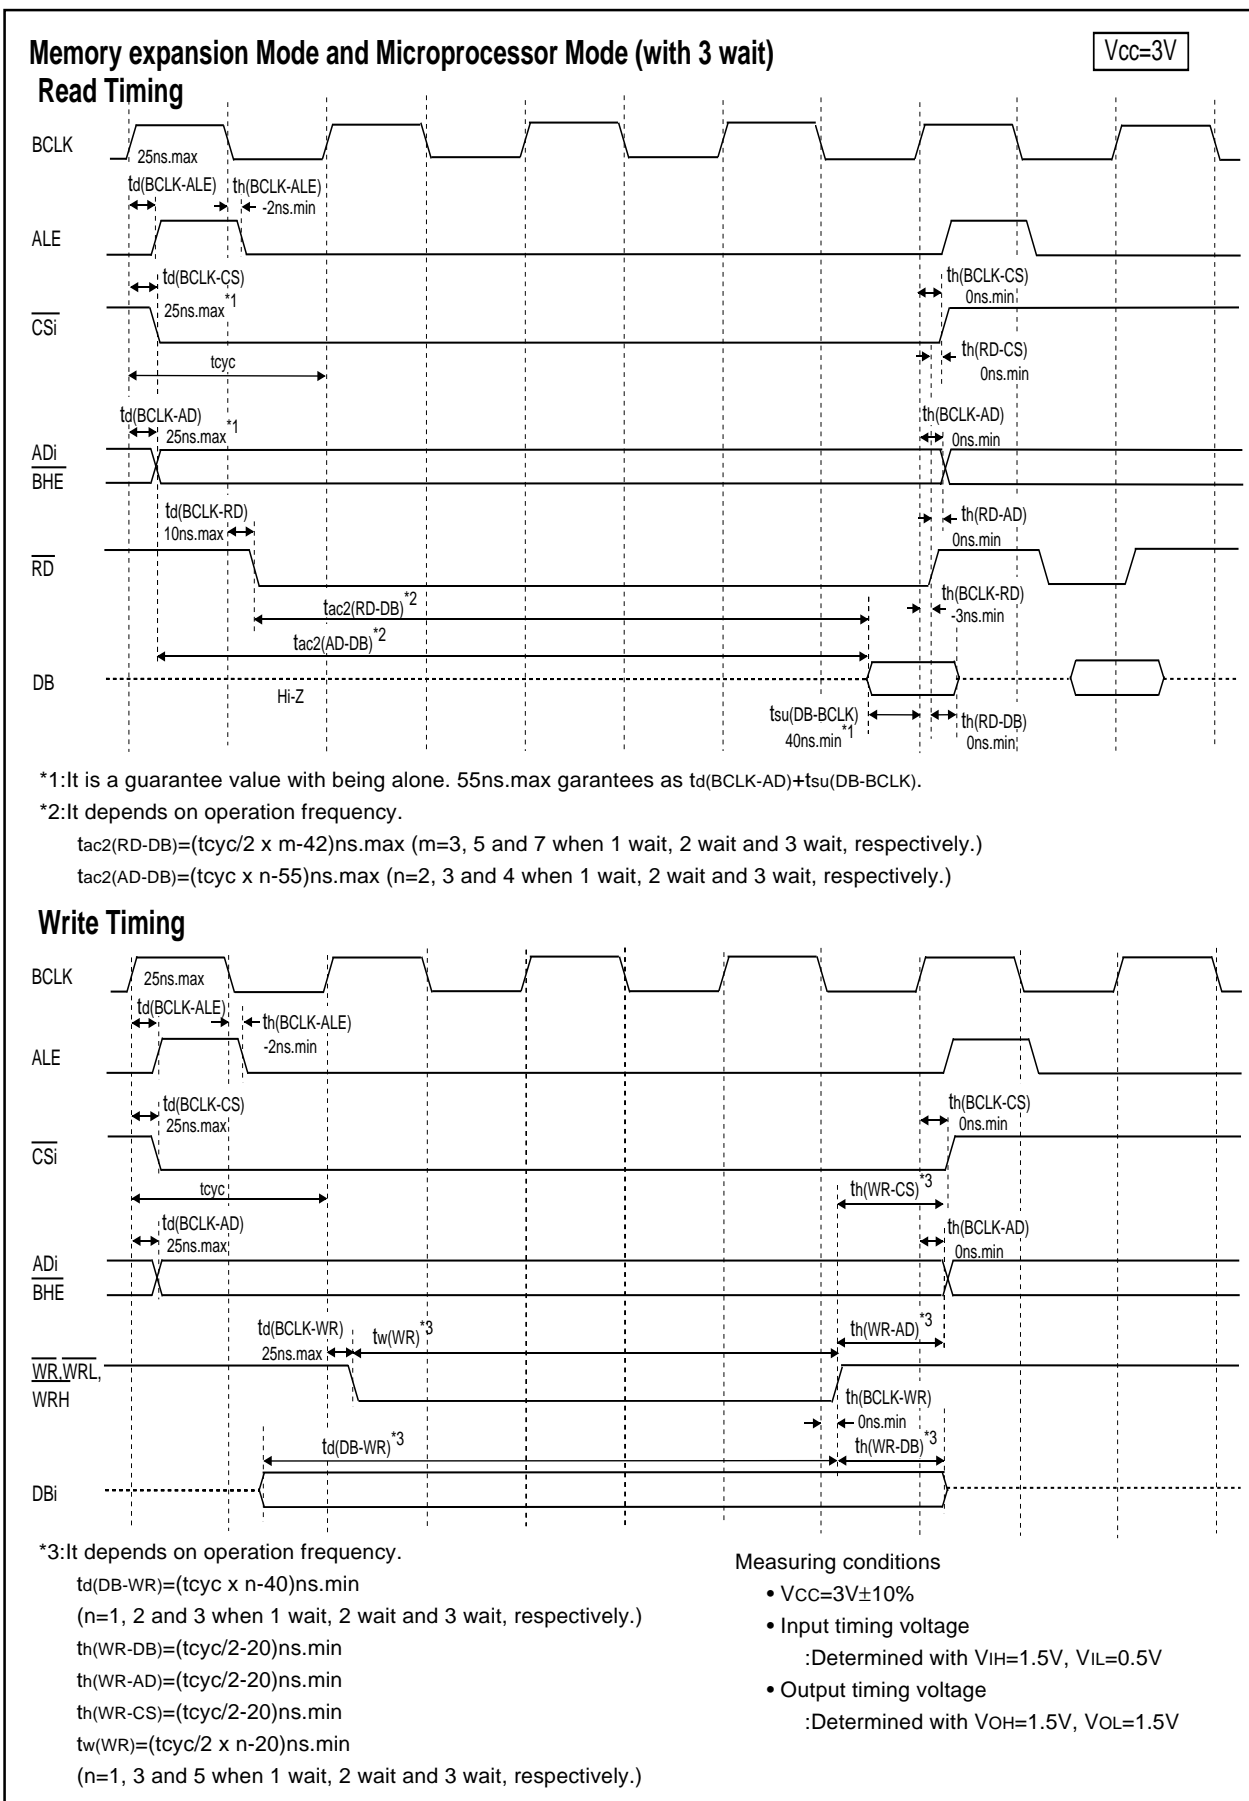 Memory expansion Mode and Microprocessor Mode (with 3 wait)
Vcc=3V
Read Timing
BCLK
25ns.max
td(BCLK-ALE)
th(BCLK-ALE)
-2ns.min
ALE
td(BCLK-CS)
25ns.max*1
th(BCLK-CS)
0ns.min
CSi
th(RD-CS)
0ns.min
tcyc
td(BCLK-AD)
25ns.max*1
th(BCLK-AD)
0ns.min
ADi
BHE
td(BCLK-RD)
10ns.max
th(RD-AD)
0ns.min
RD
th(BCLK-RD)
-3ns.min
tac2(RD-DB)*2
tac2(AD-DB)*2
DB
Hi-Z
tsu(DB-BCLK)
40ns.min*1
th(RD-DB)
0ns.min
*1:It is a guarantee value with being alone. 55ns.max garantees as td(BCLK-AD)+tsu(DB-BCLK).
*2:It depends on operation frequency.
tac2(RD-DB)=(tcyc/2 x m-42)ns.max (m=3, 5 and 7 when 1 wait, 2 wait and 3 wait, respectively.)
tac2(AD-DB)=(tcyc x n-55)ns.max (n=2, 3 and 4 when 1 wait, 2 wait and 3 wait, respectively.)
Write Timing
BCLK
25ns.max
td(BCLK-ALE)
th(BCLK-ALE)
-2ns.min
ALE
td(BCLK-CS)
25ns.max
th(BCLK-CS)
0ns.min
CSi
tcyc
th(WR-CS)*3
td(BCLK-AD)
25ns.max
th(BCLK-AD)
0ns.min
ADi
BHE
td(BCLK-WR)
25ns.max
tw(WR)*3
th(WR-AD)*3
WR,WRL,
WRH
th(BCLK-WR)
0ns.min
td(DB-WR)*3
th(WR-DB)*3
DBi
*3:It depends on operation frequency.
td(DB-WR)=(tcyc x n-40)ns.min
(n=1, 2 and 3 when 1 wait, 2 wait and 3 wait, respectively.)
th(WR-DB)=(tcyc/2-20)ns.min
th(WR-AD)=(tcyc/2-20)ns.min
th(WR-CS)=(tcyc/2-20)ns.min
tw(WR)=(tcyc/2 x n-20)ns.min
(n=1, 3 and 5 when 1 wait, 2 wait and 3 wait, respectively.)
Measuring conditions
• VCC=3V±10%
• Input timing voltage
:Determined with VIH=1.5V, VIL=0.5V
• Output timing voltage
:Determined with VOH=1.5V, VOL=1.5V